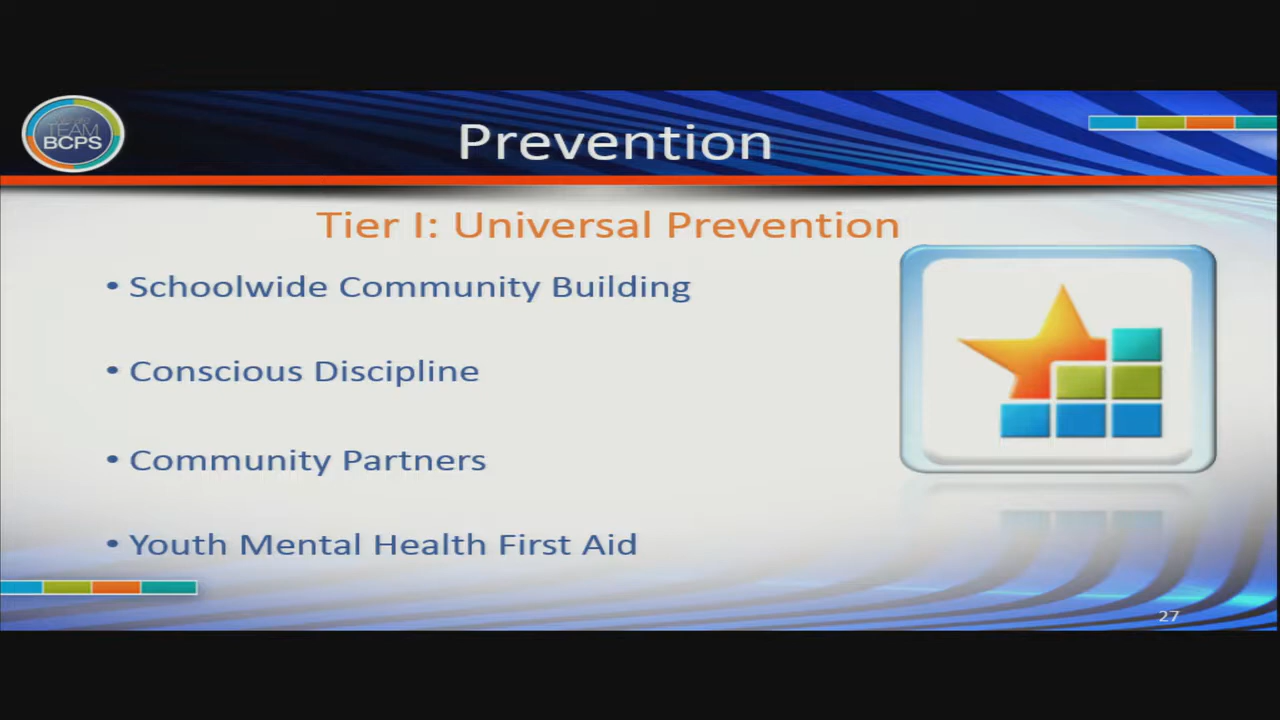 TEAM
BCPS
Prevention
Tier I: Universal Prevention
• Schoolwide Community Building
• Conscious Discipline
• Community Partners
• Youth Mental Health First Aid
27